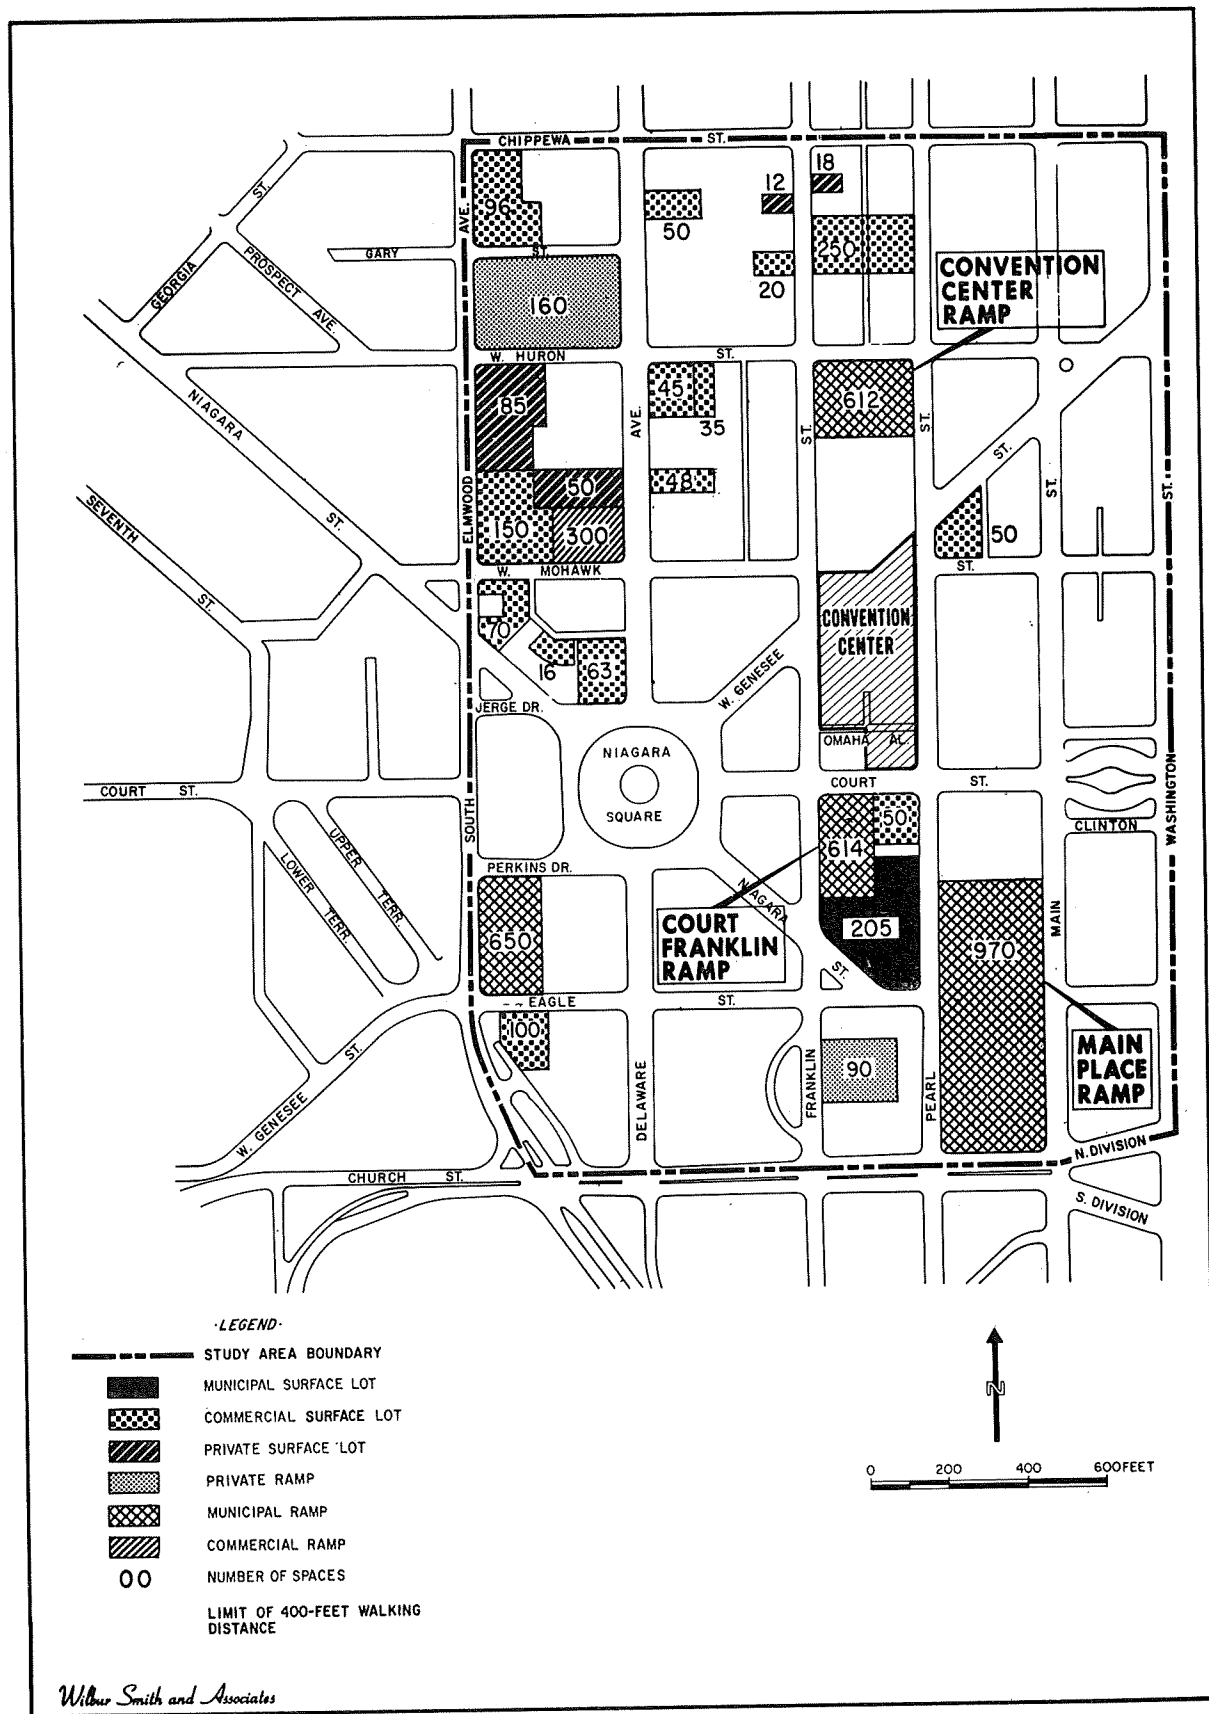 CHIPPEWA ST.
18
12
ST.
AVE.
96
50
250
GARY ST.
20
PROSPECT AVE.
GEORGIA
CONVENTION
CENTER
RAMP
160
W. HURON ST.
45
35
85
612
NIAGARA ST.
AVE.
ST.
ST.
ST.
ST.
ST.
48
50
ELMWOOD
150
300
50
SEVENTH ST.
W. MOHAWK ST.
70
16
63
CONVENTION
CENTER
W. GENESEE
JERGE DR.
OMAHA AL.
NIAGARA
SQUARE
COURT ST.
COURT ST.
SOUTH
WASHINGTON
CLINTON
50
614
UPPER TERR.
LOWER TERR.
PERKINS DR.
NIAGARA ST.
COURT
FRANKLIN
RAMP
205
650
970
MAIN
EAGLE ST.
100
MAIN
PLACE
RAMP
90
W. GENESEE ST.
DELAWARE
FRANKLIN
PEARL
N. DIVISION
CHURCH ST.
S. DIVISION
·LEGEND·
STUDY AREA BOUNDARY
MUNICIPAL SURFACE LOT
COMMERCIAL SURFACE LOT
PRIVATE SURFACE LOT
PRIVATE RAMP
MUNICIPAL RAMP
COMMERCIAL RAMP
00 NUMBER OF SPACES
LIMIT OF 400-FEET WALKING
DISTANCE
N
0 200 400 600 FEET
Wilbur Smith and Associates